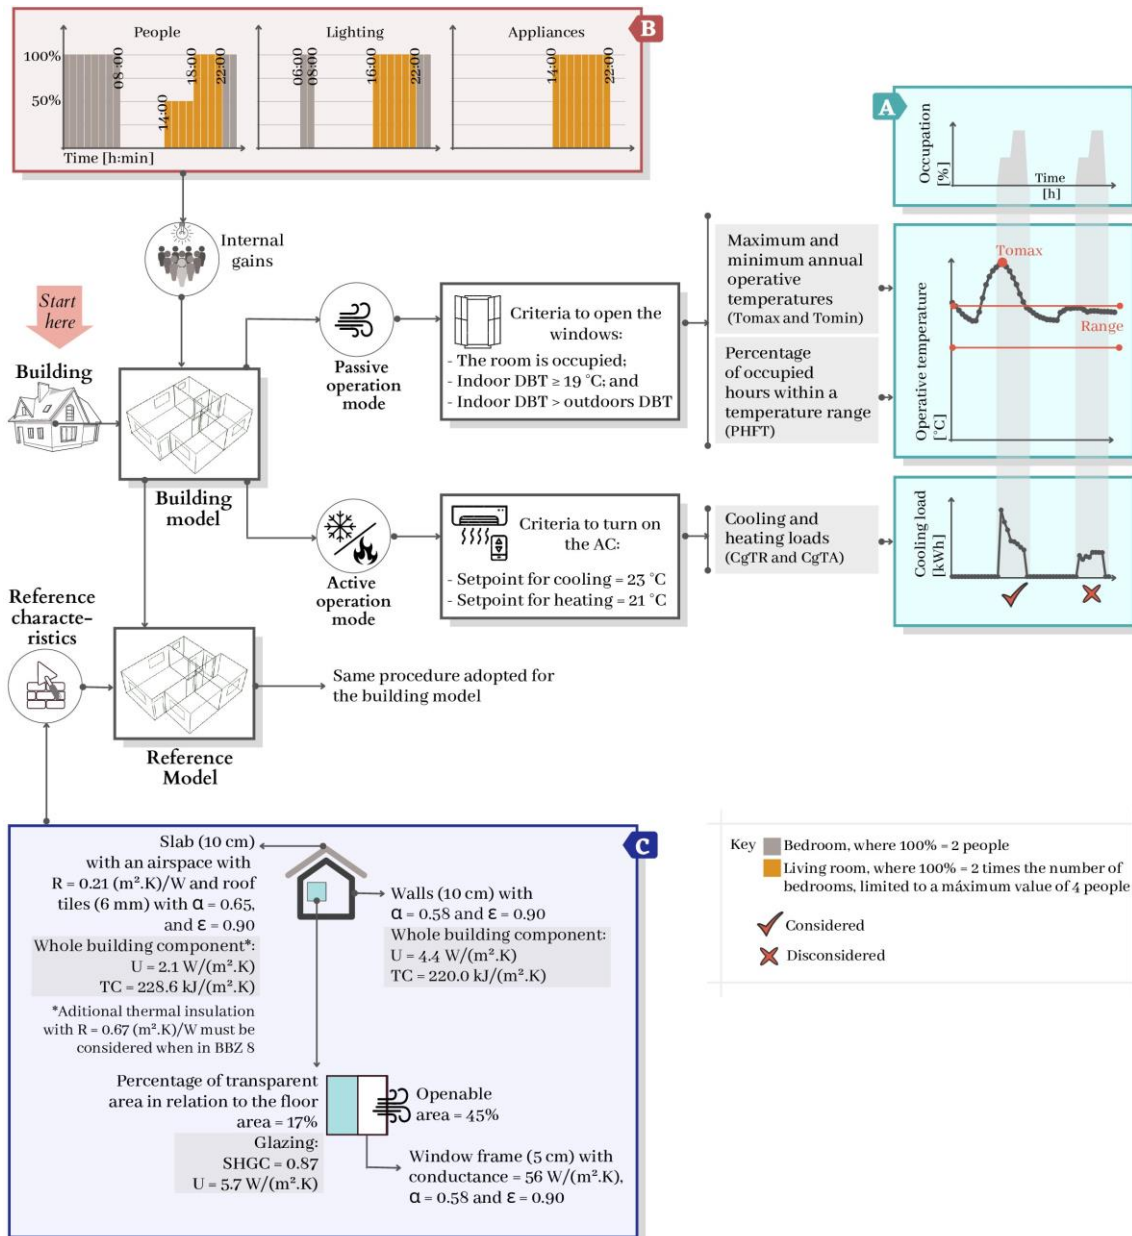 B
People
Lighting
Appliances
100%
50%
08:00
14:00
18:00
22:00
06:00
08:00
16:00
22:00
14:00
22:00
Time [h:min]
A
Occupation
[%]
Time
[h]
Internal
gains
Start
here
Building
Building
model
Passive
operation
mode
Criteria to open the
windows:
- The room is occupied;
- Indoor DBT ≥ 19 °C; and
- Indoor DBT > outdoors DBT
Maximum and
minimum annual
operative
temperatures
(Tomax and Tomin)
Percentage
of occupied
hours within a
temperature range
(PHFT)
Operative temperature
[°C]
Tomax
Range
Active
operation
mode
Criteria to turn on
the AC:
- Setpoint for cooling = 23 °C
- Setpoint for heating = 21 °C
Cooling and
heating loads
(CgTR and CgTA)
Cooling load
[kWh]
Reference
characte-
ristics
Reference
Model
Same procedure adopted for
the building model
C
Slab (10 cm)
with an airspace with
R = 0.21 (m².K)/W and roof
tiles (6 mm) with α = 0.65,
and ε = 0.90
Whole building component*:
U = 2.1 W/(m².K)
TC = 228.6 kJ/(m².K)
*Aditional thermal insulation
with R = 0.67 (m².K)/W must be
considered when in BBZ 8
Walls (10 cm) with
α = 0.58 and ε = 0.90
Whole building component:
U = 4.4 W/(m².K)
TC = 220.0 kJ/(m².K)
Percentage of transparent
area in relation to the floor
area = 17%
Glazing:
SHGC = 0.87
U = 5.7 W/(m².K)
Openable
area = 45%
Window frame (5 cm) with
conductance = 56 W/(m².K),
α = 0.58 and ε = 0.90
Key
Bedroom, where 100% = 2 people
Living room, where 100% = 2 times the number of
bedrooms, limited to a máximum value of 4 people
Considered
Disconsidered